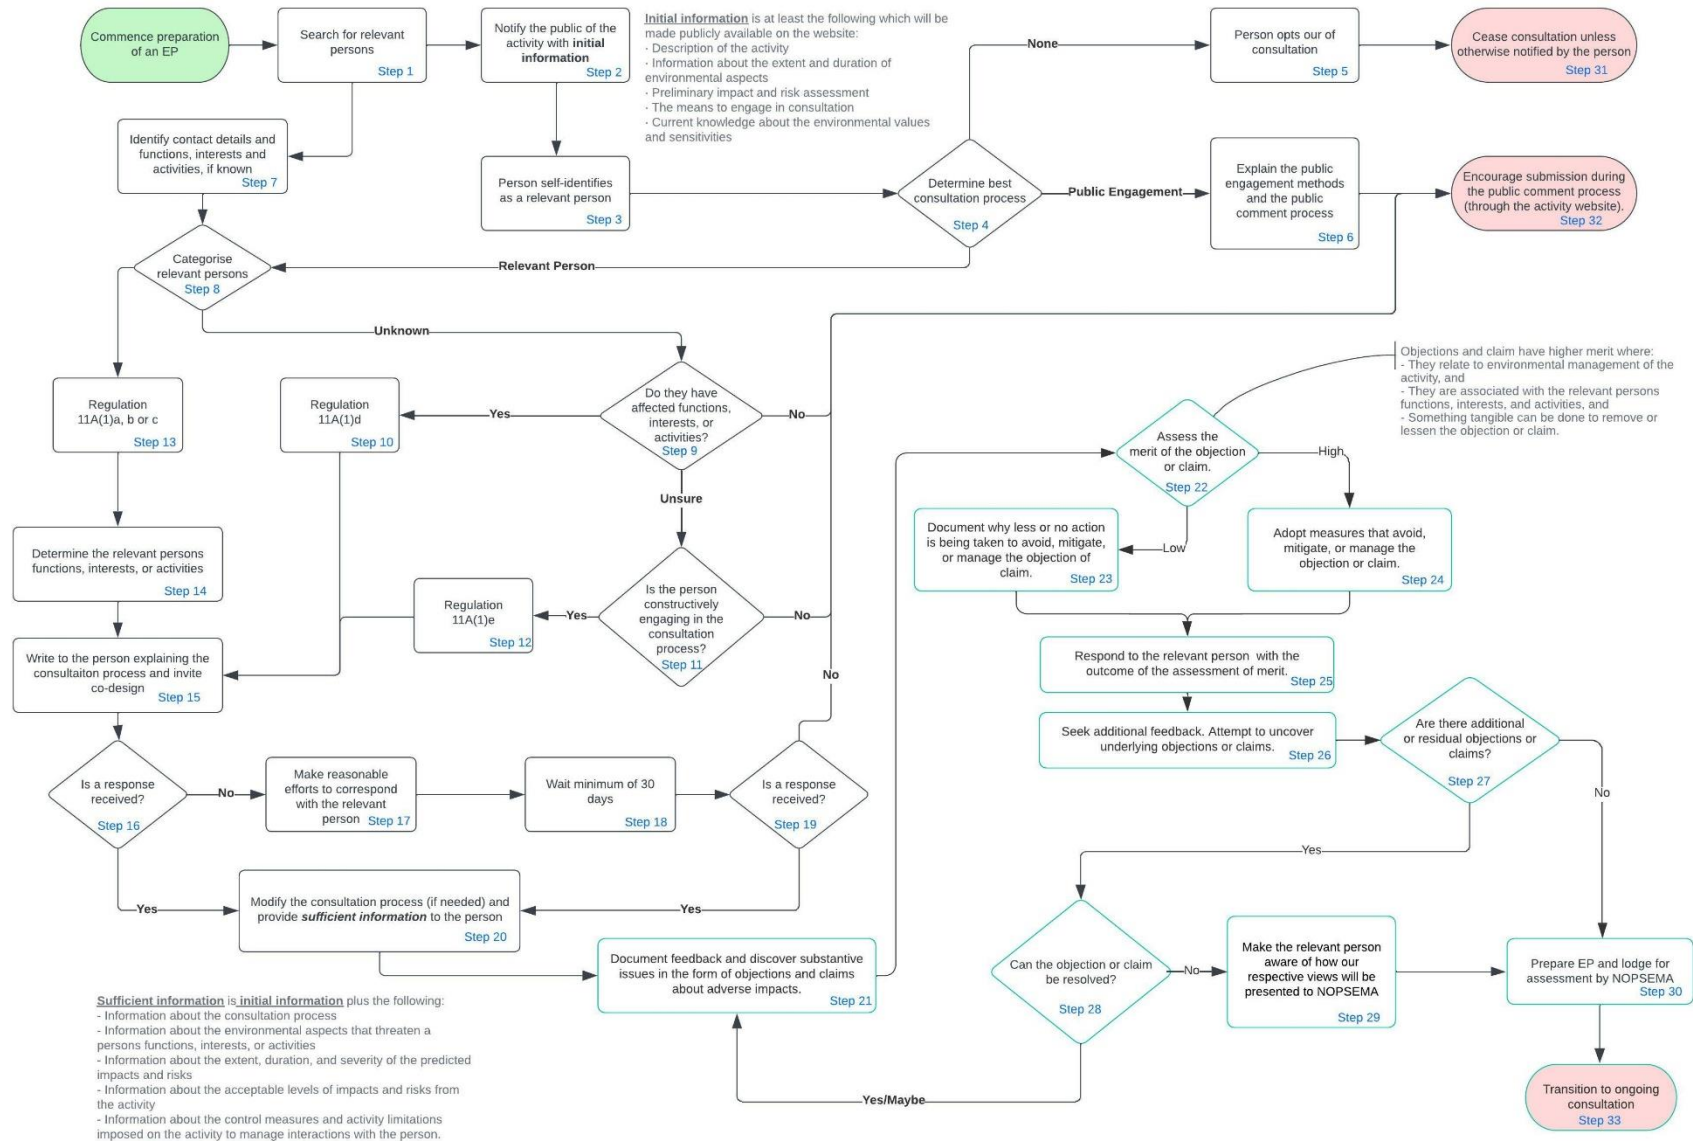 Commence preparation
of an EP
Search for relevant
persons
Step 1
Notify the public of the
activity with initial
information
Step 2
Initial information is at least the following which will be
made publicly available on the website:
· Description of the activity
· Information about the extent and duration of
environmental aspects
· Preliminary impact and risk assessment
· The means to engage in consultation
· Current knowledge about the environmental values
and sensitivities
None
Person opts our of
consultation
Step 5
Cease consultation unless
otherwise notified by the person
Step 31
Identify contact details and
functions, interests and
activities, if known
Step 7
Person self-identifies
as a relevant person
Step 3
Determine best
consultation process
Step 4
Public Engagement
Explain the public
engagement methods
and the public
comment process
Step 6
Encourage submission during
the public comment process
(through the activity website).
Step 32
Categorise
relevant persons
Step 8
Relevant Person
Unknown
Regulation
11A(1)a, b or c
Step 13
Regulation
11A(1)d
Step 10
Yes
Do they have
affected functions,
interests, or
activities?
Step 9
No
Unsure
Objections and claim have higher merit where:
- They relate to environmental management of the
activity, and
- They are associated with the relevant persons
functions, interests, and activities, and
- Something tangible can be done to remove or
lessen the objection or claim.
Assess the
merit of the objection
or claim.
Step 22
High
Low
Document why less or no action
is being taken to avoid, mitigate,
or manage the objection of
claim.
Step 23
Adopt measures that avoid,
mitigate, or manage the
objection or claim.
Step 24
Determine the relevant persons
functions, interests, or activities
Step 14
Regulation
11A(1)e
Step 12
Yes
Is the person
constructively
engaging in the
consultation
process?
Step 11
No
Write to the person explaining the
consultaiton process and invite
co-design
Step 15
No
Respond to the relevant person with the
outcome of the assessment of merit.
Step 25
Seek additional feedback. Attempt to uncover
underlying objections or claims.
Step 26
Are there additional
or residual objections or
claims?
Step 27
No
Yes
Is a response
received?
Step 16
No
Make reasonable
efforts to correspond
with the relevant
person
Step 17
Wait minimum of 30
days
Step 18
Is a response
received?
Step 19
Yes
Modify the consultation process (if needed) and
provide sufficient information to the person
Step 20
Yes
Document feedback and discover substantive
issues in the form of objections and claims
about adverse impacts.
Step 21
Can the objection or claim
be resolved?
Step 28
No
Make the relevant person
aware of how our
respective views will be
presented to NOPSEMA
Step 29
Prepare EP and lodge for
assessment by NOPSEMA
Step 30
Yes/Maybe
Transition to ongoing
consultation
Step 33
Sufficient information is initial information plus the following:
- Information about the consultation process
- Information about the environmental aspects that threaten a
persons functions, interests, or activities
- Information about the extent, duration, and severity of the predicted
impacts and risks
- Information about the acceptable levels of impacts and risks from
the activity
- Information about the control measures and activity limitations
imposed on the activity to manage interactions with the person.